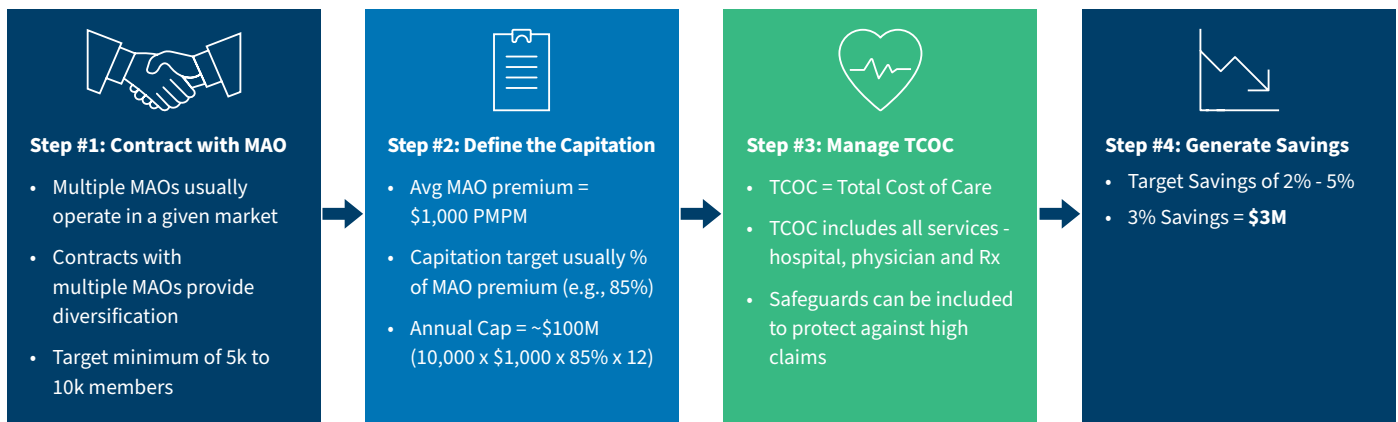 Step #1: Contract with MAO
• Multiple MAOs usually
operate in a given market
• Contracts with
multiple MAOs provide
diversification
• Target minimum of 5k to
10k members
Step #2: Define the Capitation
• Avg MAO premium =
$1,000 PMPM
• Capitation target usually %
of MAO premium (e.g., 85%)
• Annual Cap = ~$100M
(10,000 x $1,000 x 85% x 12)
Step #3: Manage TCOC
• TCOC = Total Cost of Care
• TCOC includes all services -
hospital, physician and Rx
• Safeguards can be included
to protect against high
claims
Step #4: Generate Savings
• Target Savings of 2% - 5%
• 3% Savings = $3M